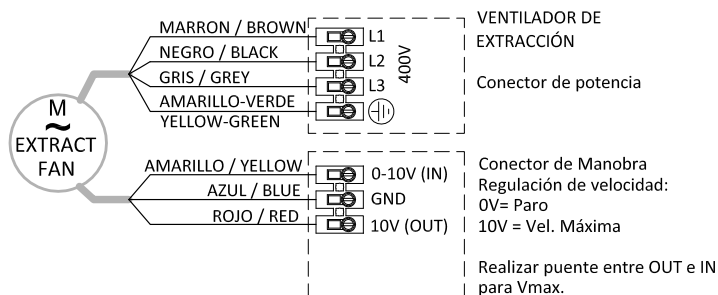 MARRON / BROWN
L1
NEGRO / BLACK
L2
GRIS / GREY
L3
AMARILLO-VERDE
YELLOW-GREEN
400V
VENTILADOR DE
EXTRACCIÓN
Conector de potencia
M
~
EXTRACT
FAN
AMARILLO / YELLOW
0-10V (IN)
AZUL / BLUE
GND
ROJO / RED
10V (OUT)
Conector de Manobra
Regulación de velocidad:
0V= Paro
10V = Vel. Máxima
Realizar puente entre OUT e IN
para Vmax.